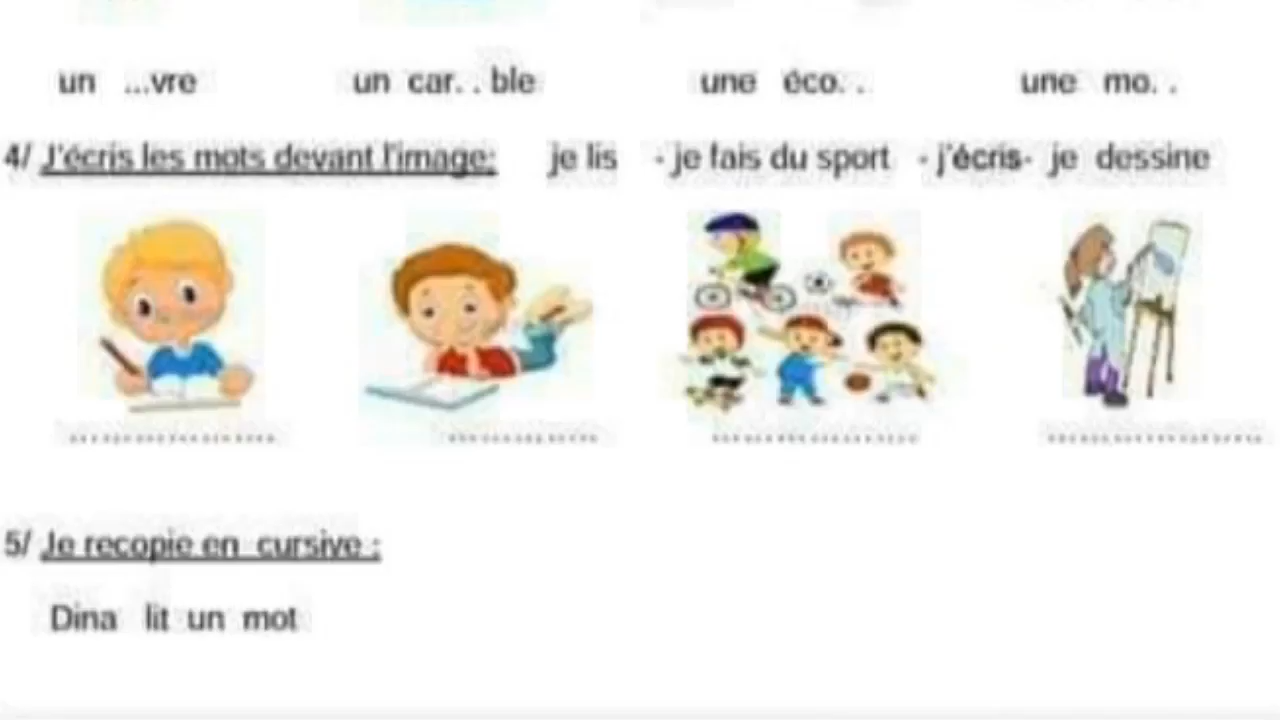 un ...vre un car. . ble une éco. . une mo. .
4/ J'écris les mots devant l'image: je lis - je fais du sport - j'écris- je dessine
5/ Je recopie en cursive :
Dina lit un mot